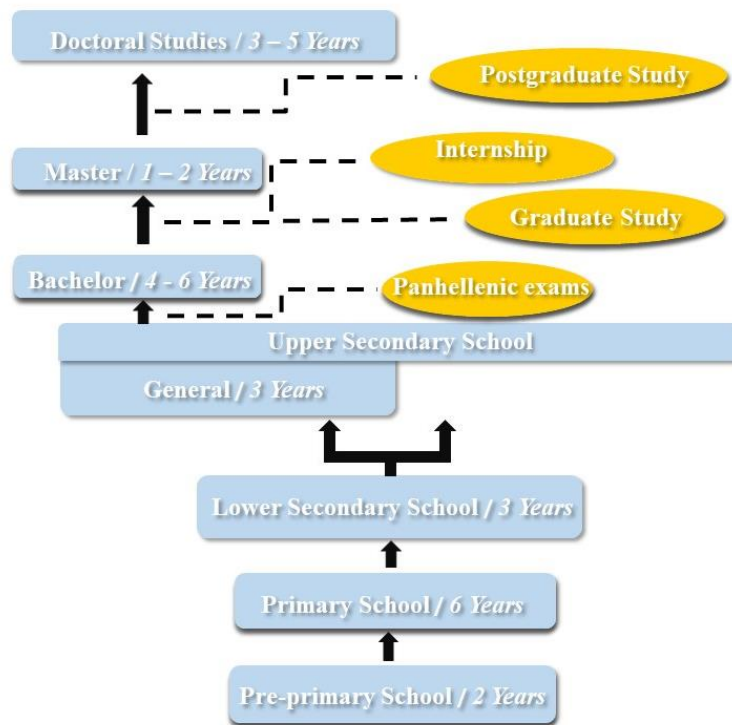 Doctoral Studies / 3 – 5 Years
Postgraduate Study
Internship
Master / 1 – 2 Years
Graduate Study
Bachelor / 4 - 6 Years
Panhellenic exams
Upper Secondary School
General / 3 Years
Lower Secondary School / 3 Years
Primary School / 6 Years
Pre-primary School / 2 Years